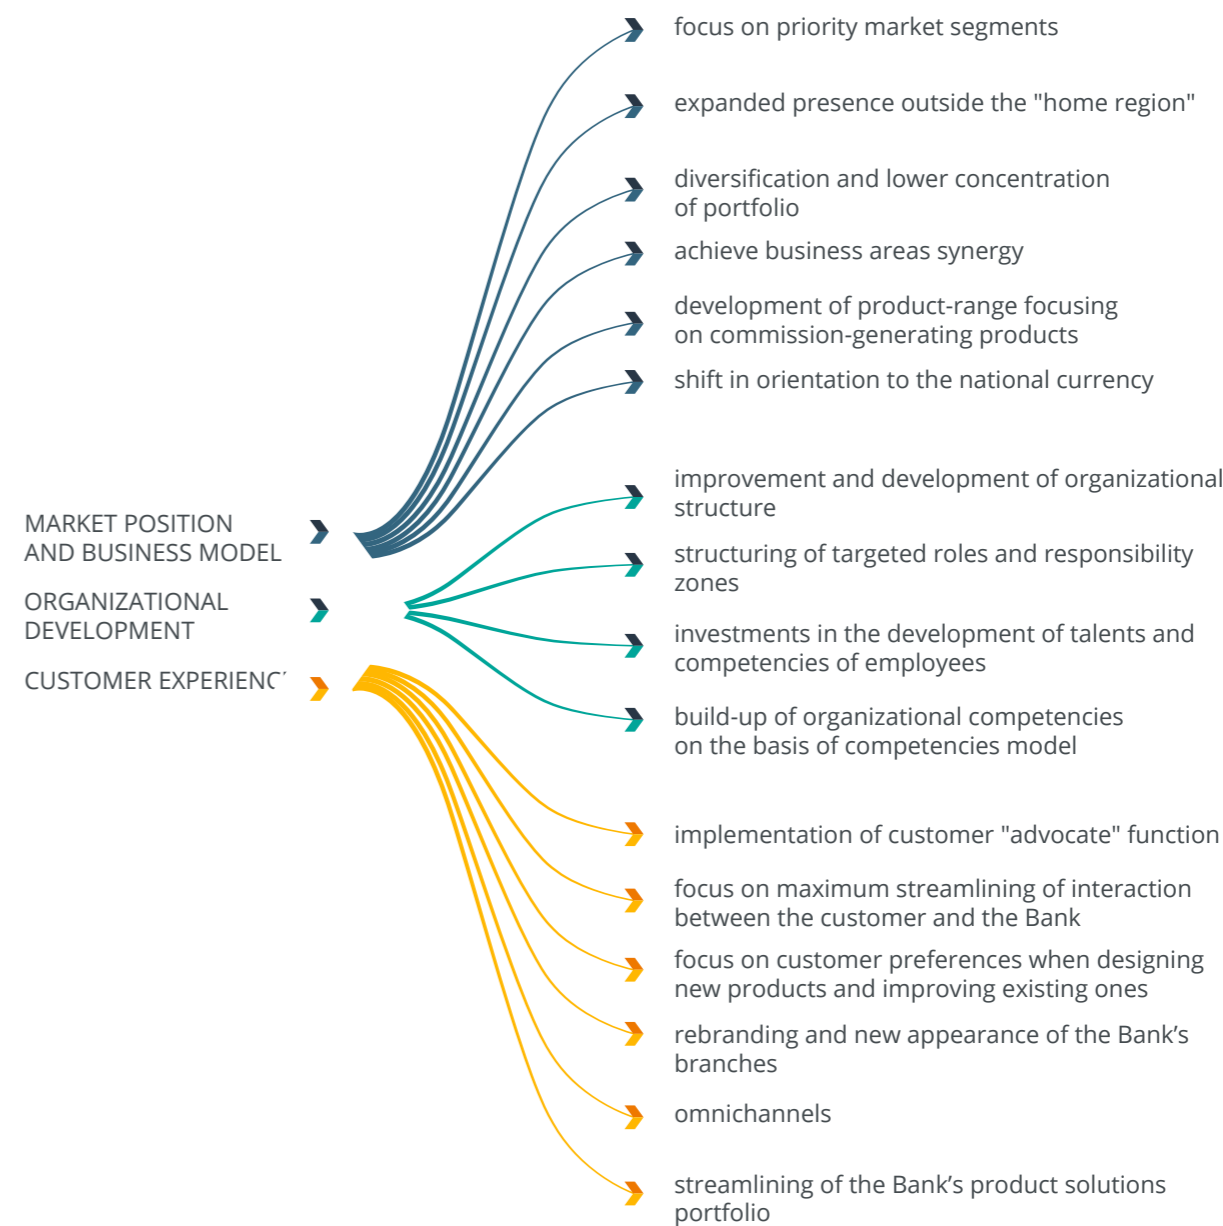 focus on priority market segments
expanded presence outside the "home region"
diversification and lower concentration
of portfolio
achieve business areas synergy
development of product-range focusing
on commission-generating products
shift in orientation to the national currency
MARKET POSITION
AND BUSINESS MODEL
ORGANIZATIONAL
DEVELOPMENT
CUSTOMER EXPERIENC
improvement and development of organizational
structure
structuring of targeted roles and responsibility
zones
investments in the development of talents and
competencies of employees
build-up of organizational competencies
on the basis of competencies model
implementation of customer "advocate" function
focus on maximum streamlining of interaction
between the customer and the Bank
focus on customer preferences when designing
new products and improving existing ones
rebranding and new appearance of the Bank’s
branches
omnichannels
streamlining of the Bank’s product solutions
portfolio